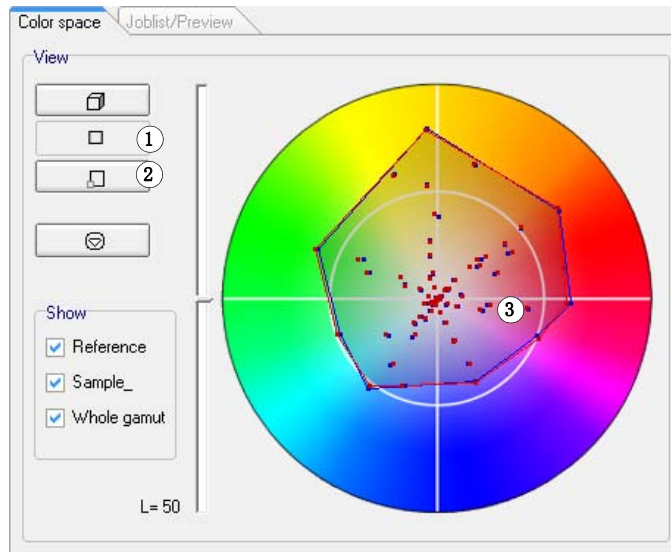 Color space Joblist/Preview
View
1
2
3
Show
Reference
Sample_
Whole gamut
L= 50